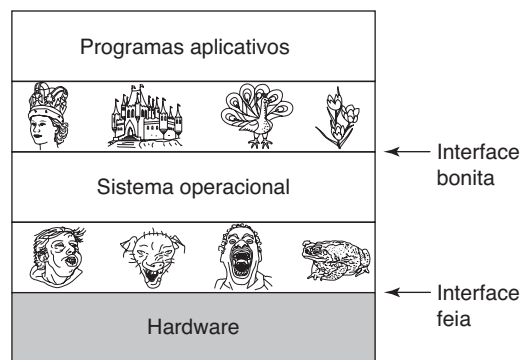 Programas aplicativos
Interface
bonita
Sistema operacional
Interface
feia
Hardware